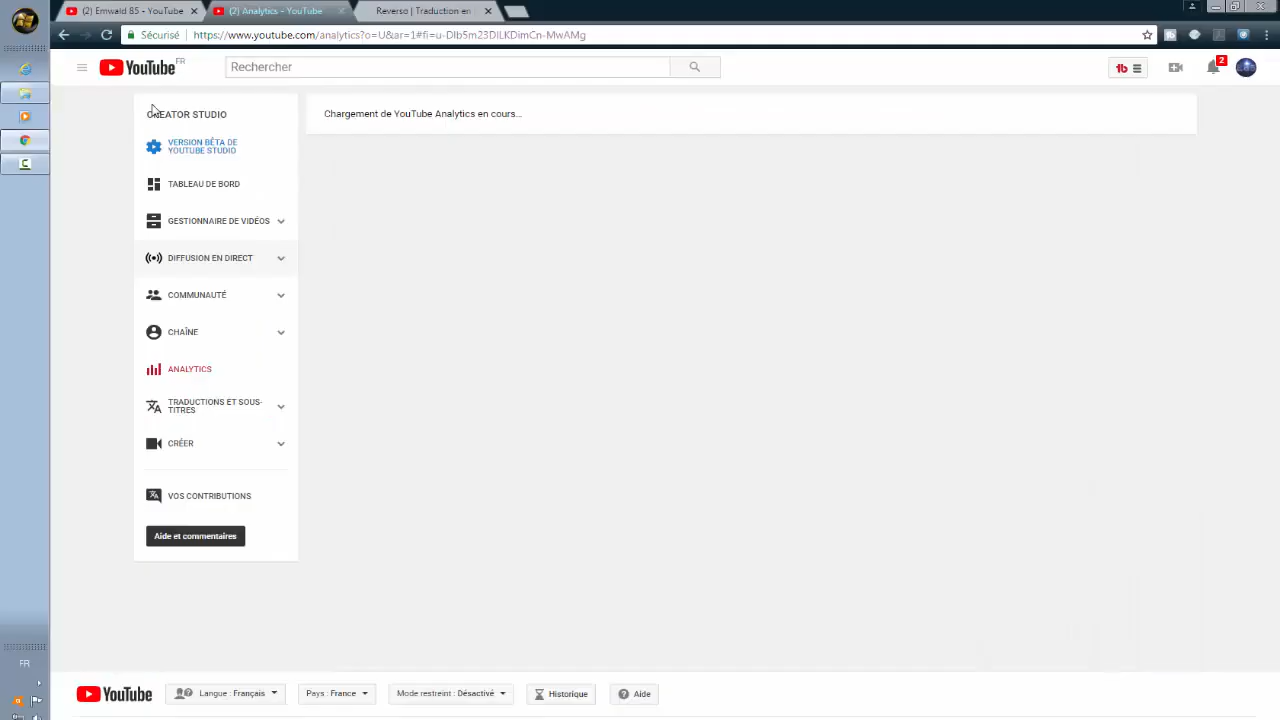 (2) Emwald 85 - YouTube
(2) Analytics - YouTube
Reverso | Traduction en
Sécurisé
https://www.youtube.com/analytics?o=U&ar=1#fi=u-DIb5m23DILKDimCn-MwAMg
YouTube FR
Rechercher
2
CREATOR STUDIO
VERSION BÊTA DE
YOUTUBE STUDIO
TABLEAU DE BORD
GESTIONNAIRE DE VIDÉOS
DIFFUSION EN DIRECT
COMMUNAUTÉ
CHAÎNE
ANALYTICS
TRADUCTIONS ET SOUS-
TITRES
CRÉER
VOS CONTRIBUTIONS
Aide et commentaires
Chargement de YouTube Analytics en cours...
FR
YouTube
Langue : Français
Pays : France
Mode restreint : Désactivé
Historique
Aide